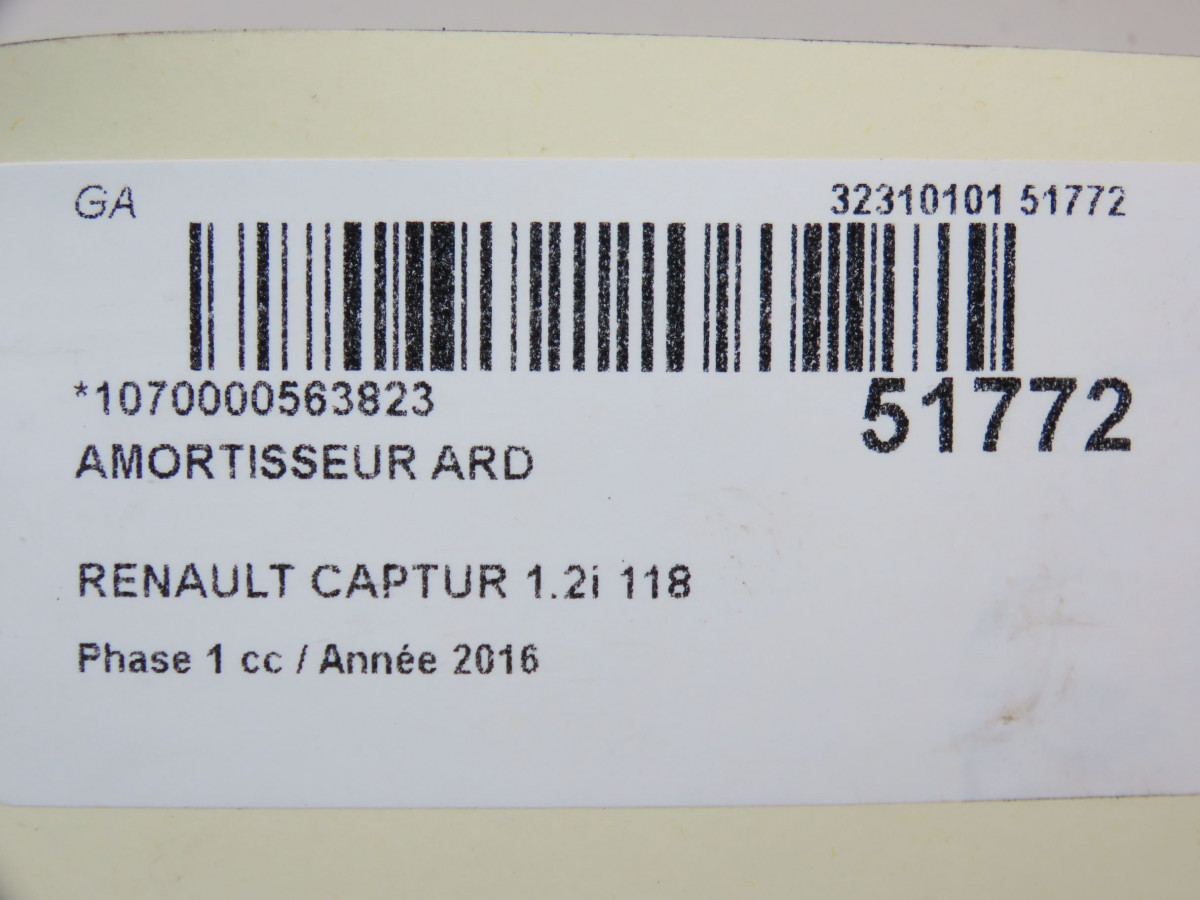 GA 32310101 51772
*1070000563823
51772
AMORTISSEUR ARD
RENAULT CAPTUR 1.2i 118
Phase 1 cc / Année 2016